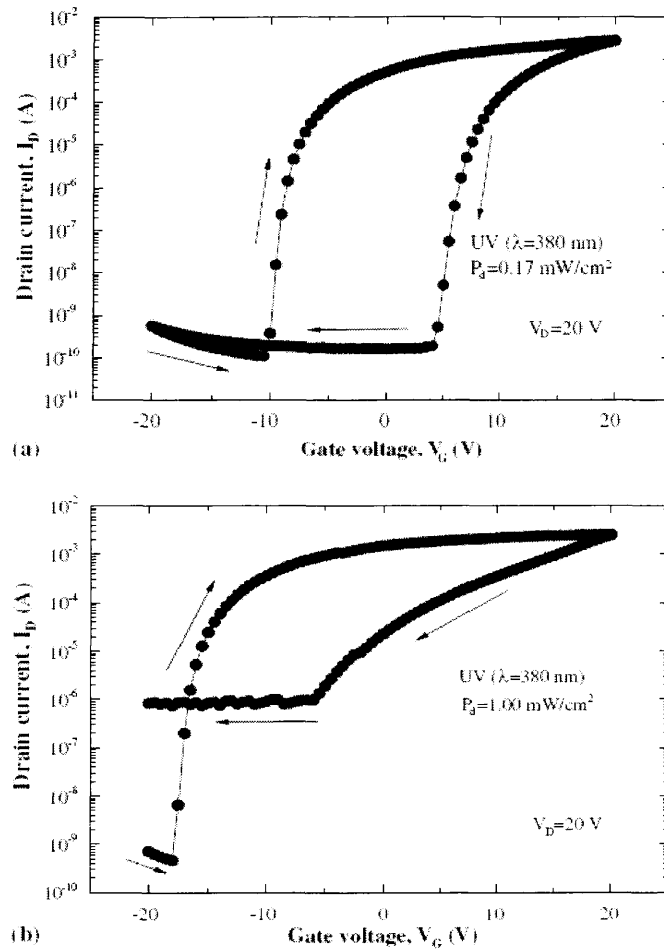 10⁻²
10⁻³
10⁻⁴
10⁻⁵
10⁻⁶
10⁻⁷
10⁻⁸
10⁻⁹
10⁻¹⁰
10⁻¹¹
Drain current, I_D (A)
UV (λ=380 nm)
P_d=0.17 mW/cm²
V_D=20 V
-20 -10 0 10 20
(a) Gate voltage, V_G (V)
10⁻²
10⁻³
10⁻⁴
10⁻⁵
10⁻⁶
10⁻⁷
10⁻⁸
10⁻⁹
10⁻¹⁰
Drain current, I_D (A)
UV (λ=380 nm)
P_d=1.00 mW/cm²
V_D=20 V
-20 -10 0 10 20
(b) Gate voltage, V_G (V)